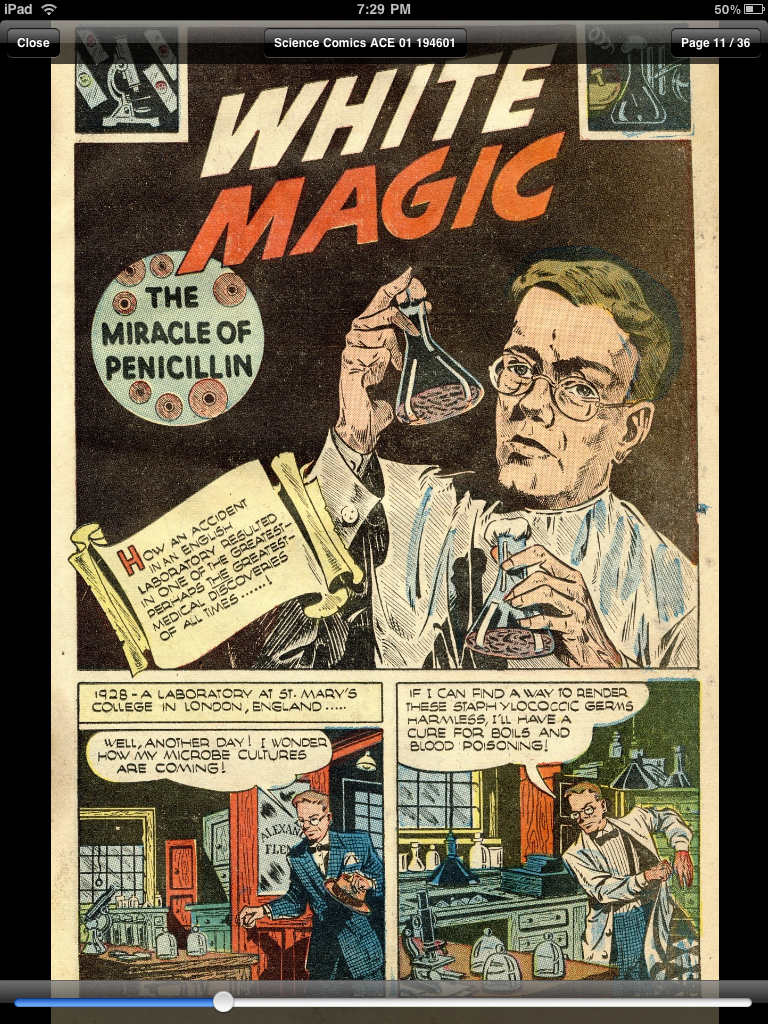 iPad 7:29 PM 50%
Close Science Comics ACE 01 194601 Page 11 / 36
WHITE
MAGIC
THE
MIRACLE OF
PENICILLIN
HOW AN ACCIDENT
IN AN ENGLISH
LABORATORY RESULTED
IN ONE OF THE GREATEST—
PERHAPS THE GREATEST—
MEDICAL DISCOVERIES
OF ALL TIMES ......!
1928 - A LABORATORY AT ST. MARY'S
COLLEGE IN LONDON, ENGLAND .....
WELL, ANOTHER DAY! I WONDER
HOW MY MICROBE CULTURES
ARE COMING!
ALEXAN
FLEM
IF I CAN FIND A WAY TO RENDER
THESE STAPHYLOCOCCIC GERMS
HARMLESS, I'LL HAVE A
CURE FOR BOILS AND
BLOOD POISONING!